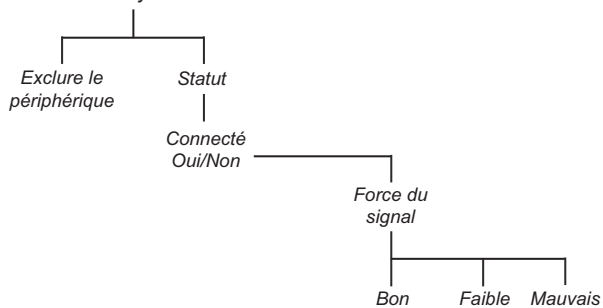 Exclure le
périphérique
Statut
Connecté
Oui/Non
Force du
signal
Bon
Faible
Mauvais